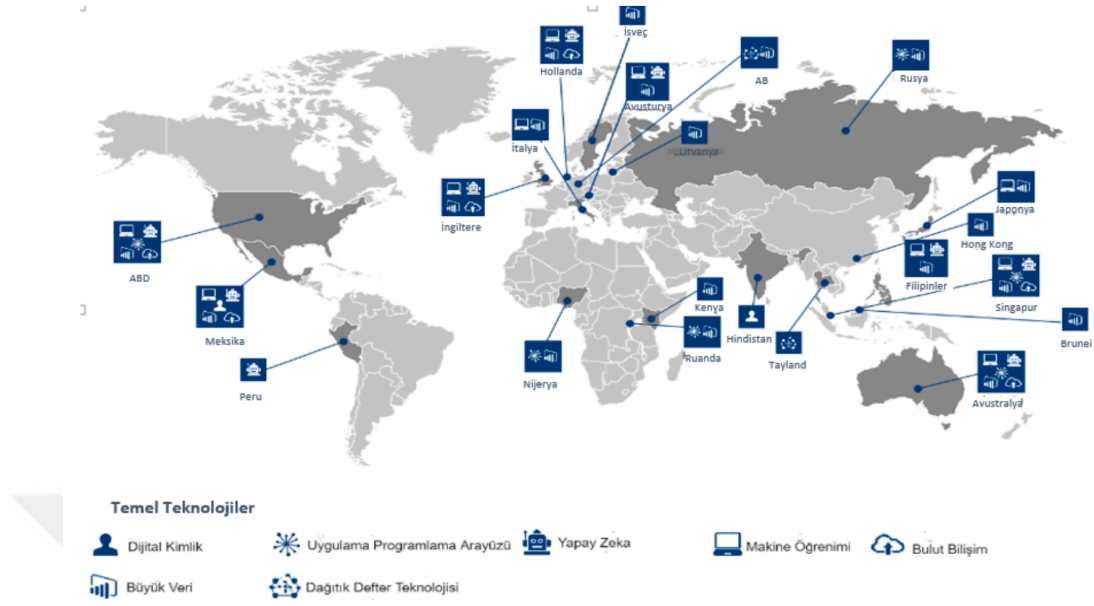 İsveç
Hollanda
AB
Rusya
Avusturya
İtalya
Litvanya
İngiltere
Japonya
Hong Kong
ABD
Filipinler
Kenya
Singapur
Meksika
Hindistan
Brunei
Ruanda
Tayland
Nijerya
Peru
Avustralya
Temel Teknolojiler
Dijital Kimlik
Uygulama Programlama Arayüzü
Yapay Zeka
Makine Öğrenimi
Bulut Bilişim
Büyük Veri
Dağıtık Defter Teknolojisi